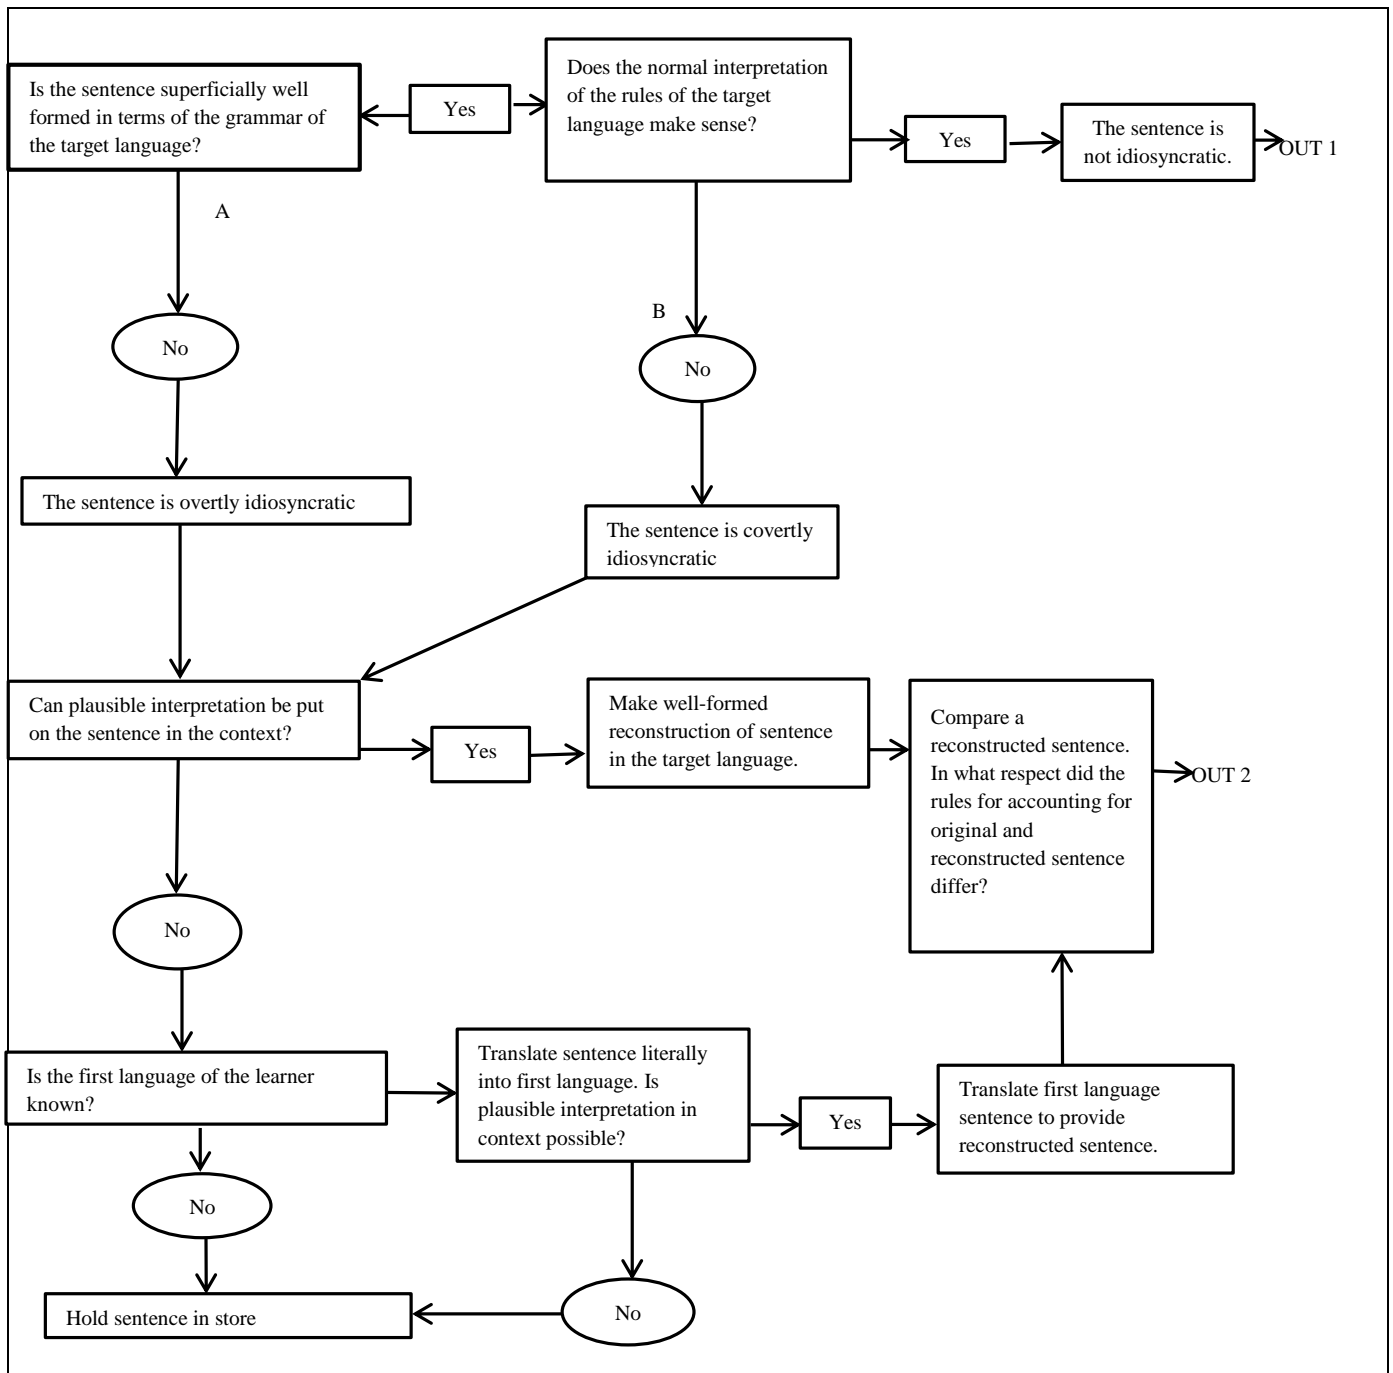 Is the sentence superficially well
formed in terms of the grammar of
the target language?
Yes
Does the normal interpretation
of the rules of the target
language make sense?
Yes
The sentence is
not idiosyncratic.
OUT 1
A
No
B
No
The sentence is overtly idiosyncratic
The sentence is covertly
idiosyncratic
Can plausible interpretation be put
on the sentence in the context?
Yes
Make well-formed
reconstruction of sentence
in the target language.
Compare a
reconstructed sentence.
In what respect did the
rules for accounting for
original and
reconstructed sentence
differ?
OUT 2
No
Is the first language of the learner
known?
Translate sentence literally
into first language. Is
plausible interpretation in
context possible?
Yes
Translate first language
sentence to provide
reconstructed sentence.
No
No
Hold sentence in store